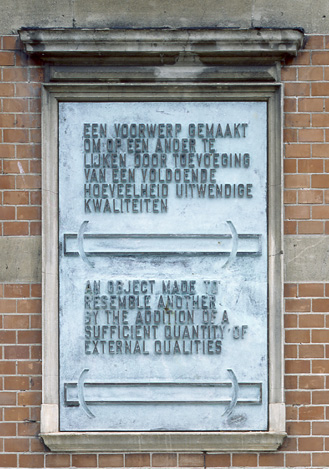 EEN VOORWERP GEMAAKT
OM OP EEN ANDER TE
LIJKEN DOOR TOEVOEGING
VAN EEN VOLDOENDE
HOEVEELHEID UITWENDIGE
KWALITEITEN
AN OBJECT MADE TO
RESEMBLE ANOTHER
BY THE ADDITION OF A
SUFFICIENT QUANTITY OF
EXTERNAL QUALITIES